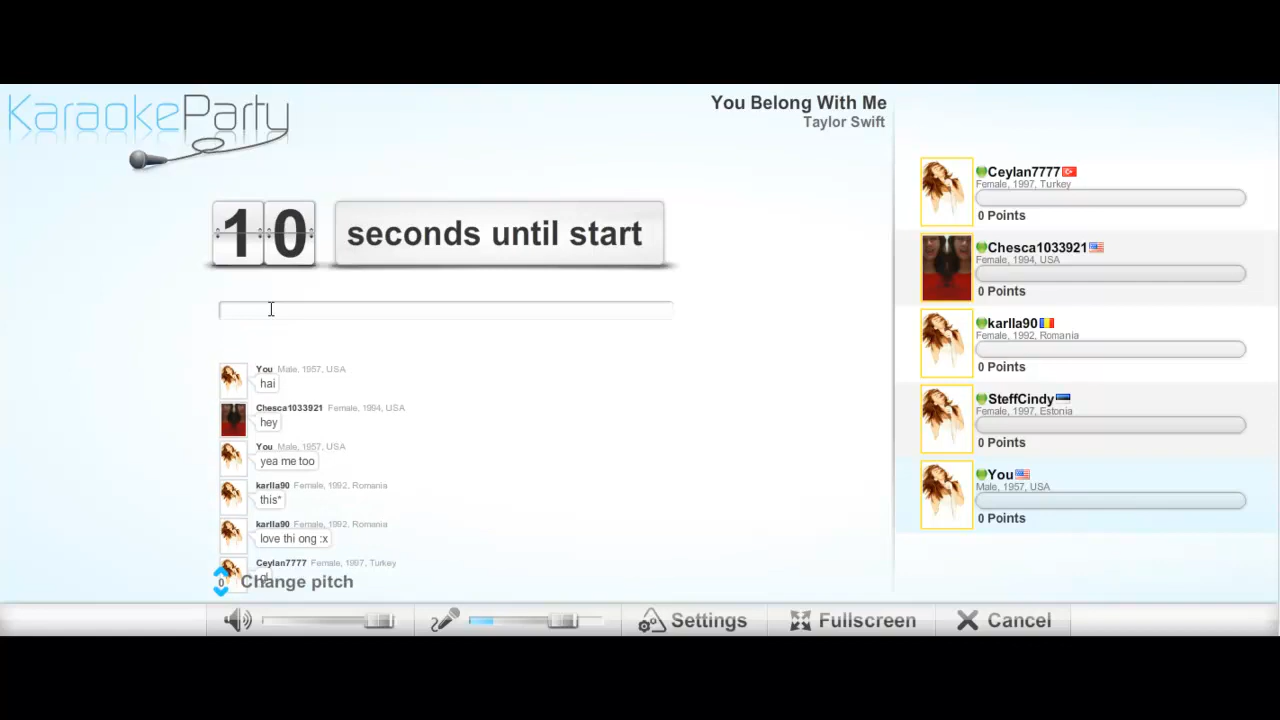 KaraokeParty
You Belong With Me
Taylor Swift
10 seconds until start
You Male, 1957, USA
hai
Chesca1033921 Female, 1994, USA
hey
You Male, 1957, USA
yea me too
karlla90 Female, 1992, Romania
this*
karlla90 Female, 1992, Romania
love thi ong :x
Ceylan7777 Female, 1997, Turkey
0 Change pitch
Ceylan7777
Female, 1997, Turkey
0 Points
Chesca1033921
Female, 1994, USA
0 Points
karlla90
Female, 1992, Romania
0 Points
SteffCindy
Female, 1997, Estonia
0 Points
You
Male, 1957, USA
0 Points
Settings
Fullscreen
Cancel